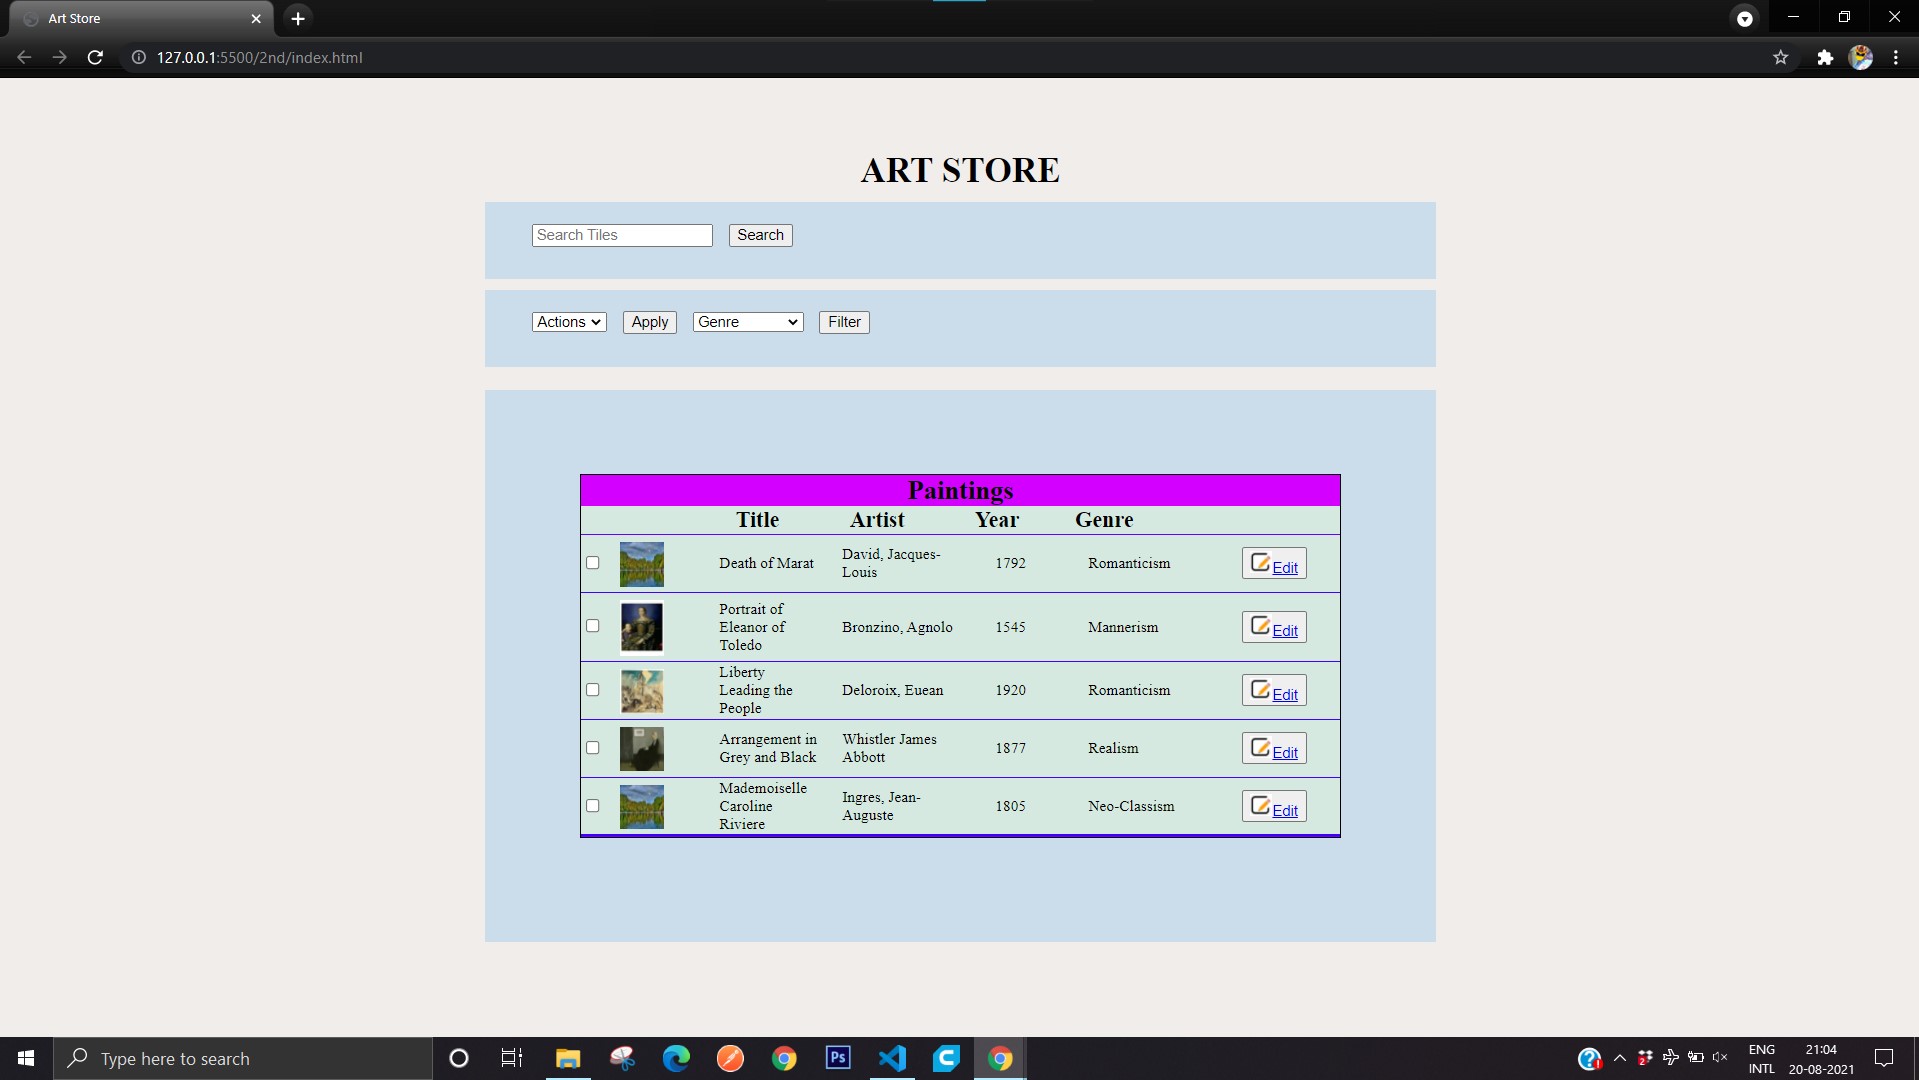 Art Store
127.0.0.1:5500/2nd/index.html
ART STORE
Search Tiles Search
Actions Apply Genre Filter
Paintings
Title Artist Year Genre
Death of Marat David, Jacques-
Louis 1792 Romanticism Edit
Portrait of
Eleanor of
Toledo Bronzino, Agnolo 1545 Mannerism Edit
Liberty
Leading the
People Deloroix, Euean 1920 Romanticism Edit
Arrangement in
Grey and Black Whistler James
Abbott 1877 Realism Edit
Mademoiselle
Caroline
Riviere Ingres, Jean-
Auguste 1805 Neo-Classism Edit
Type here to search
Ps
2
ENG
INTL
21:04
20-08-2021